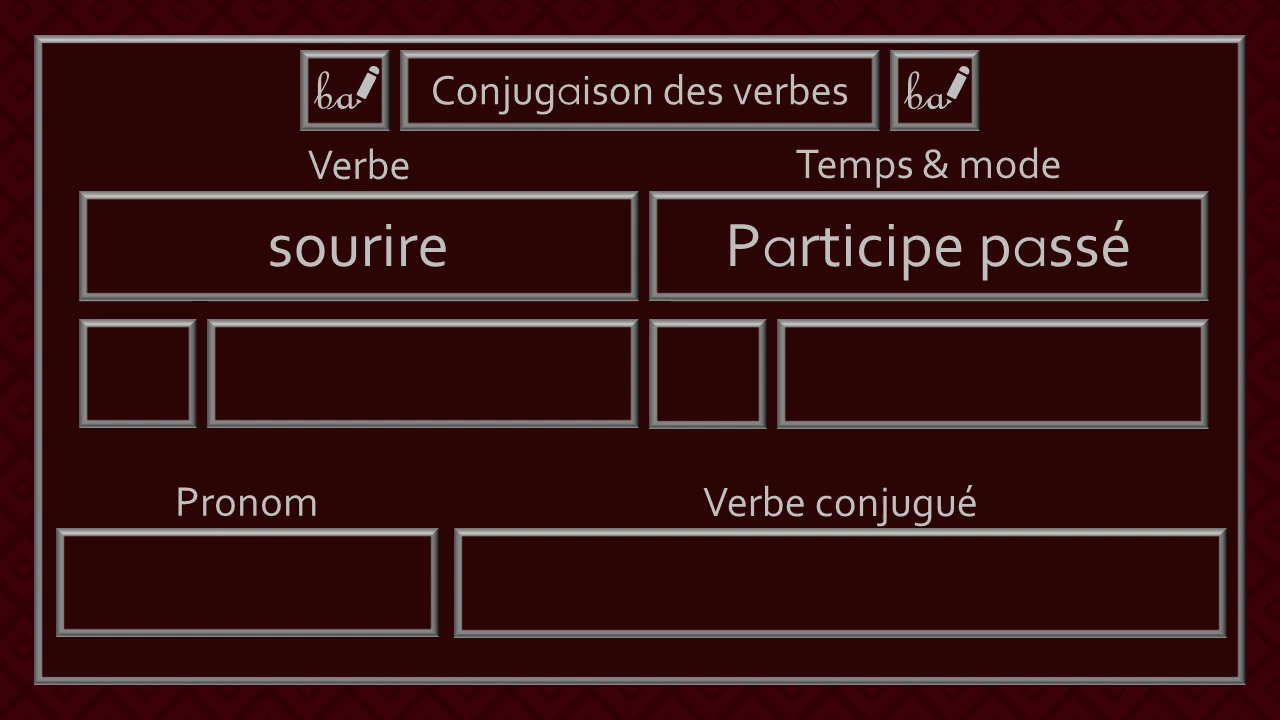 ba Conjugaison des verbes ba
Verbe
Temps & mode
sourire
Participe passé
Pronom
Verbe conjugué